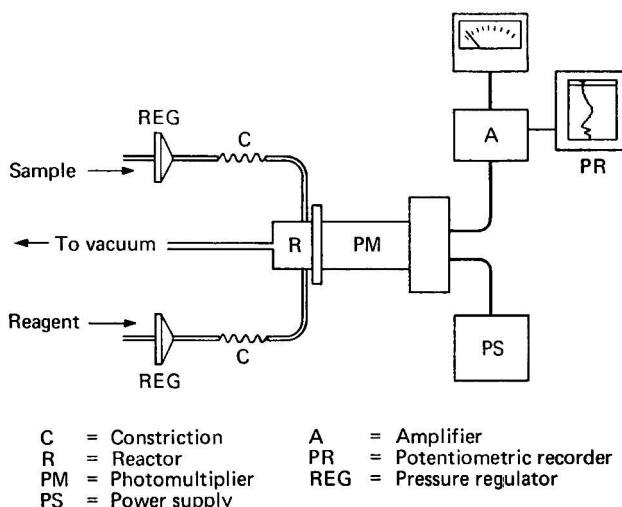 REG
C
Sample
A
PR
To vacuum
R
PM
Reagent
C
REG
PS
C = Constriction
R = Reactor
PM = Photomultiplier
PS = Power supply
A = Amplifier
PR = Potentiometric recorder
REG = Pressure regulator